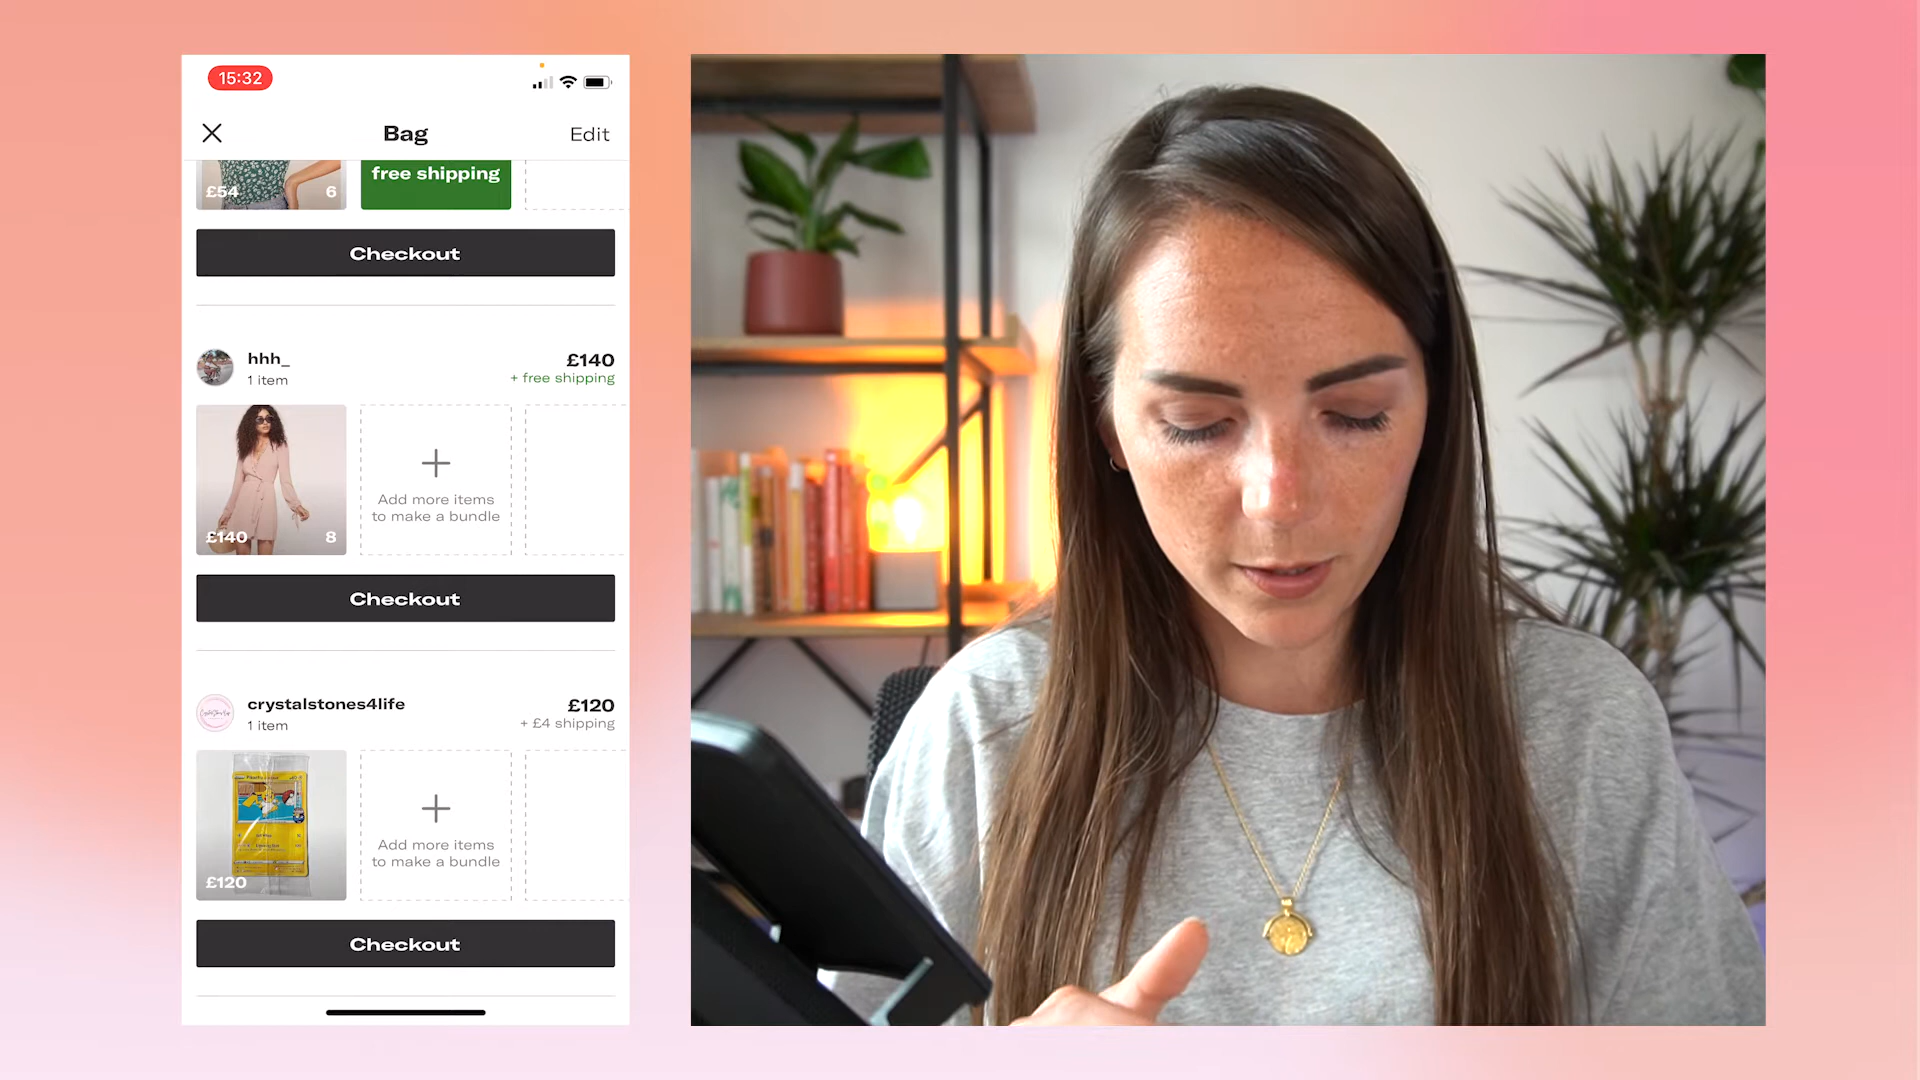 15:32
Bag
Edit
£54
6
free shipping
Checkout
hhh_
£140
1 item
+ free shipping
£140
8
Add more items
to make a bundle
Checkout
crystalstones4life
£120
1 item
+ £4 shipping
£120
Add more items
to make a bundle
Checkout